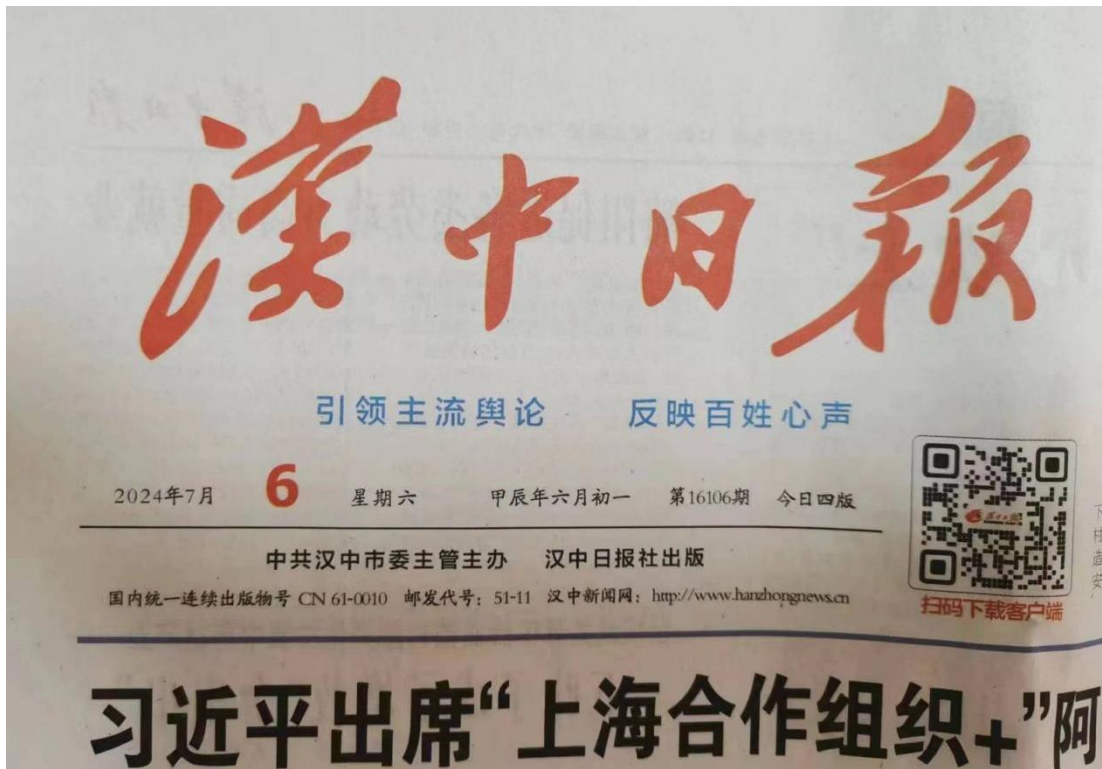 漢中日报
引领主流舆论 反映百姓心声
2024年7月 6 星期六 甲辰年六月初一 第16106期 今日四版
中共汉中市委主管主办 汉中日报社出版
国内统一连续出版物号 CN 61-0010 邮发代号：51-11 汉中新闻网：http://www.hanzhongnews.cn
扫码下载客户端
习近平出席“上海合作组织+”阿